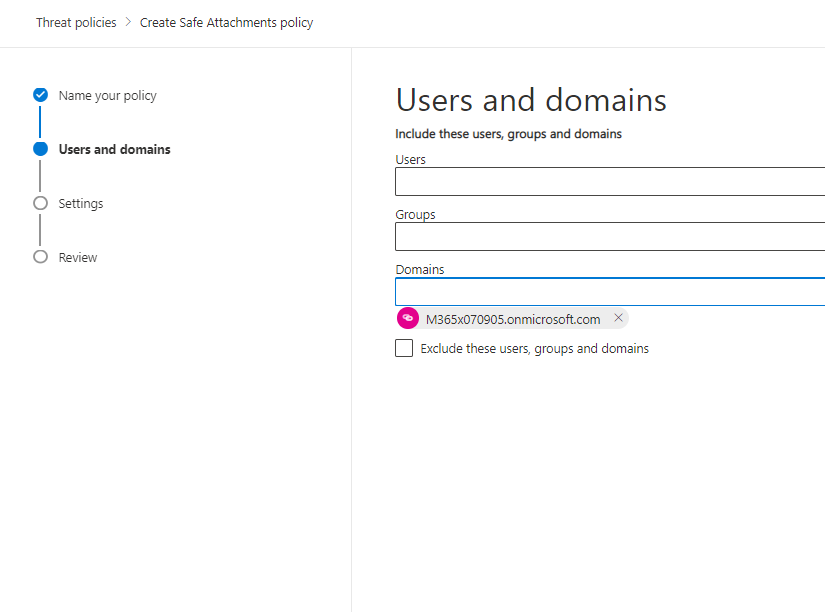 Threat policies > Create Safe Attachments policy
Name your policy
Users and domains
Settings
Review
Users and domains
Include these users, groups and domains
Users
Groups
Domains
M365x070905.onmicrosoft.com
Exclude these users, groups and domains